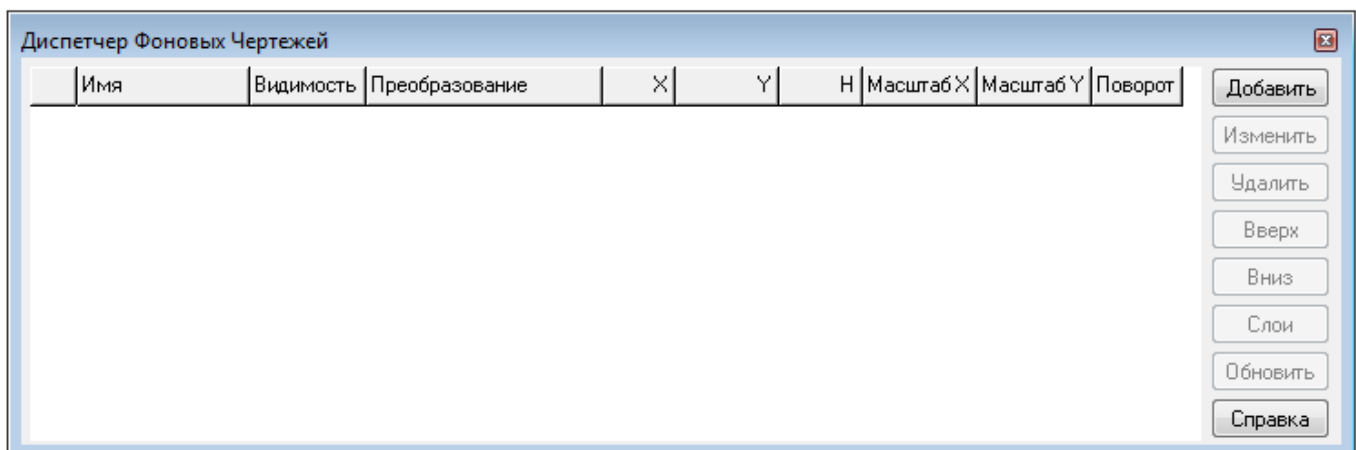 Диспетчер Фоновых Чертежей
Имя Видимость Преобразование X Y H Масштаб X Масштаб Y Поворот
Добавить
Изменить
Удалить
Вверх
Вниз
Слои
Обновить
Справка